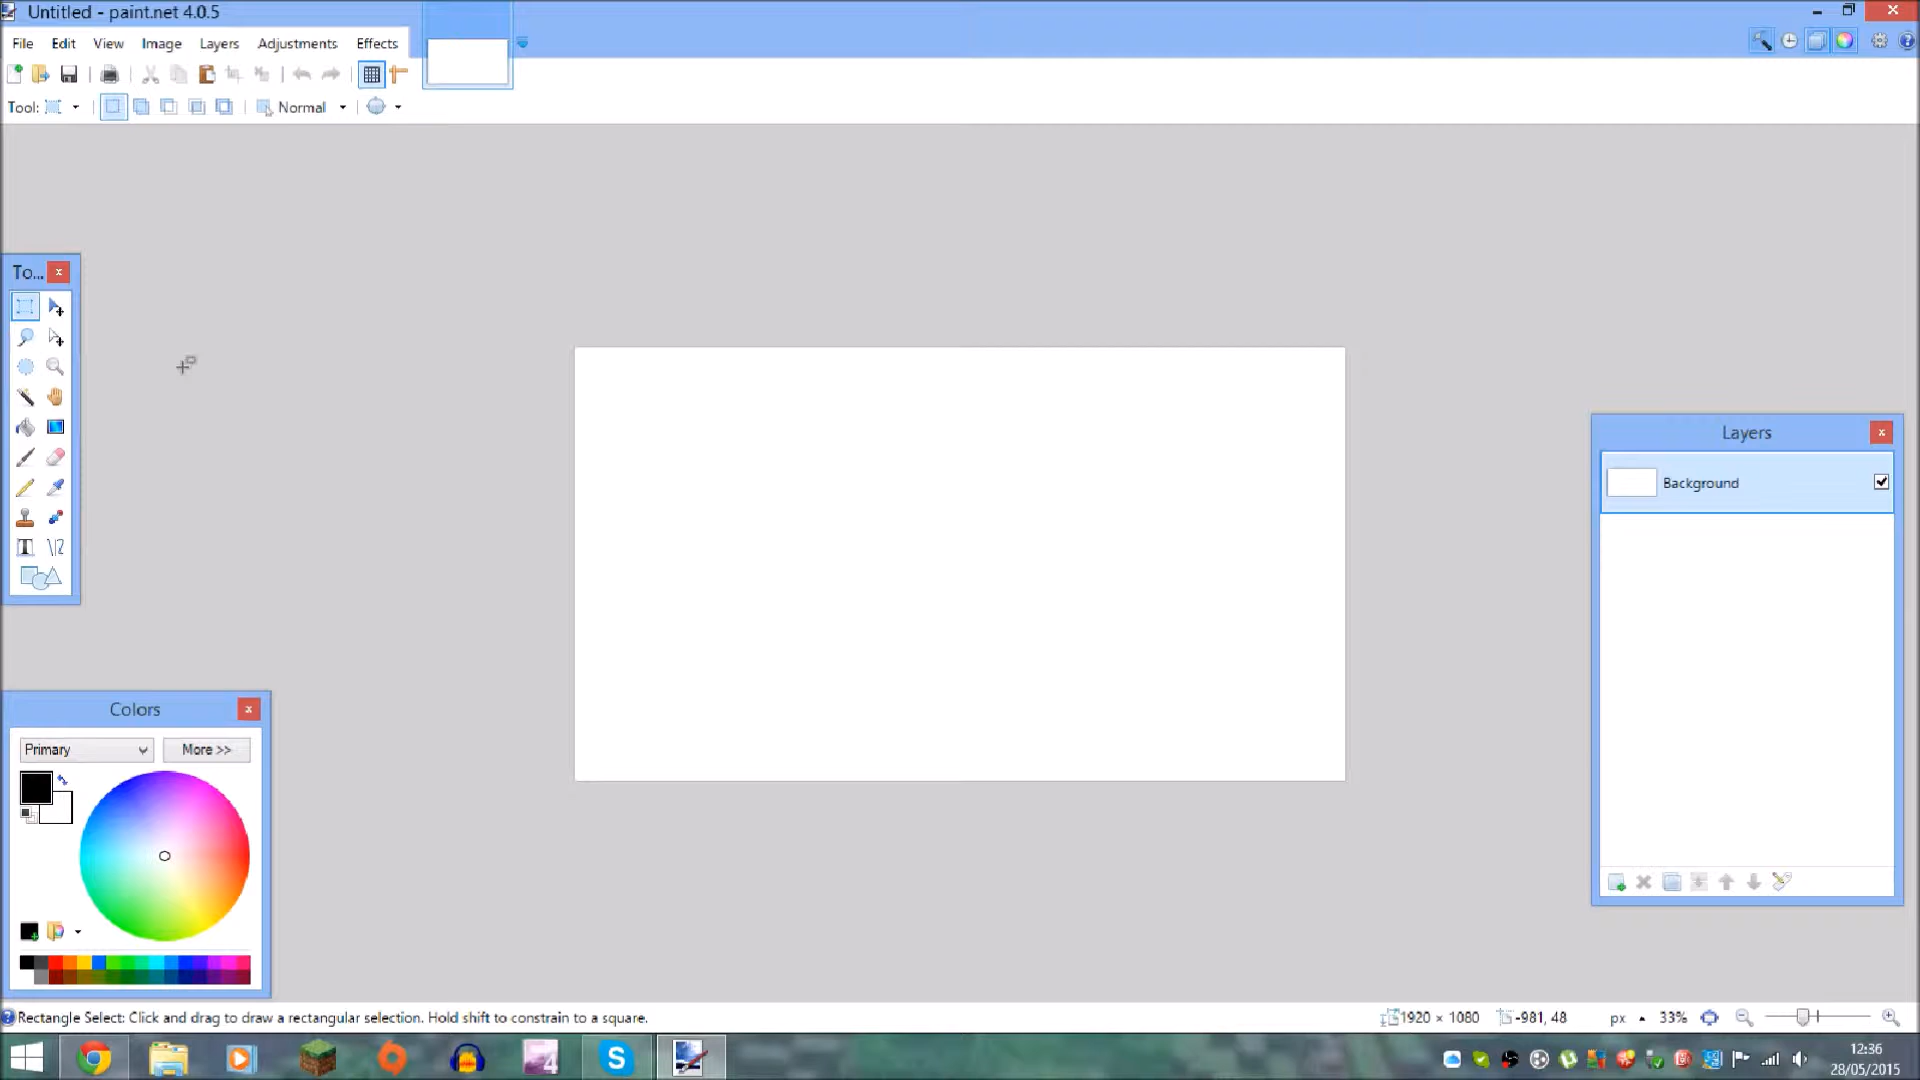 Untitled - paint.net 4.0.5
File Edit View Image Layers Adjustments Effects
Tool: Normal
To...
Layers
Background
Colors
Primary More >>
Rectangle Select: Click and drag to draw a rectangular selection. Hold shift to constrain to a square.
1920 × 1080 -981, 48 px 33%
12:36
28/05/2015